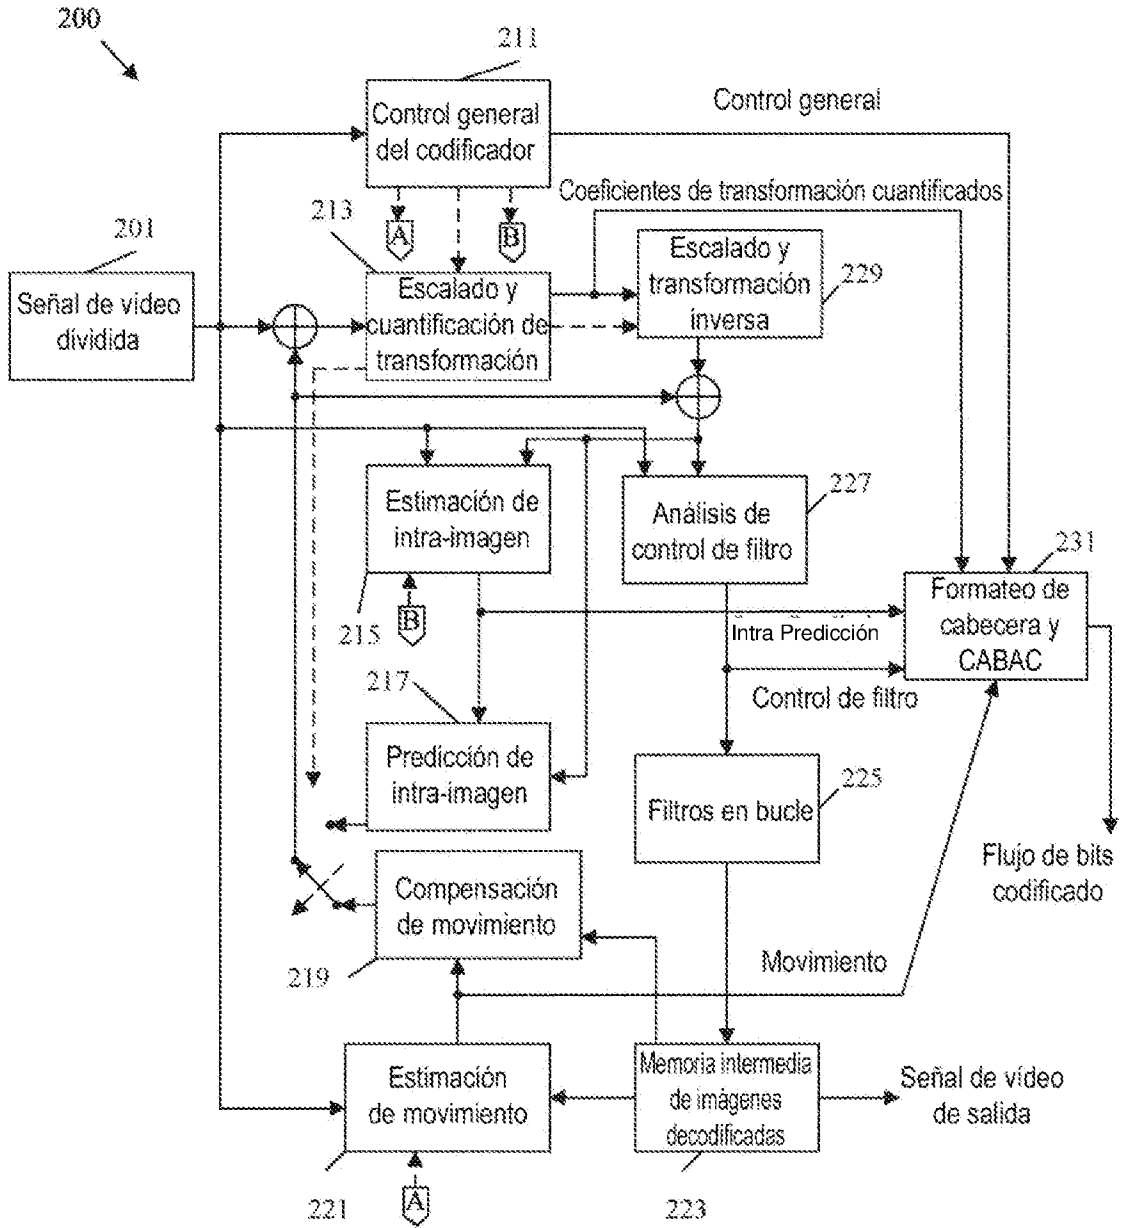 200
211
Control general
del codificador
Control general
Coeficientes de transformación cuantificados
A
B
213
201
Señal de vídeo
dividida
Escalado y
cuantificación de
transformación
Escalado y
transformación
inversa
229
Estimación de
intra-imagen
215
B
Análisis de
control de filtro
227
231
Formateo de
cabecera y
CABAC
Intra Predicción
Control de filtro
217
Predicción de
intra-imagen
Filtros en bucle
225
Flujo de bits
codificado
Compensación
de movimiento
219
Movimiento
Estimación
de movimiento
221
A
Memoria intermedia
de imágenes
decodificadas
223
Señal de vídeo
de salida